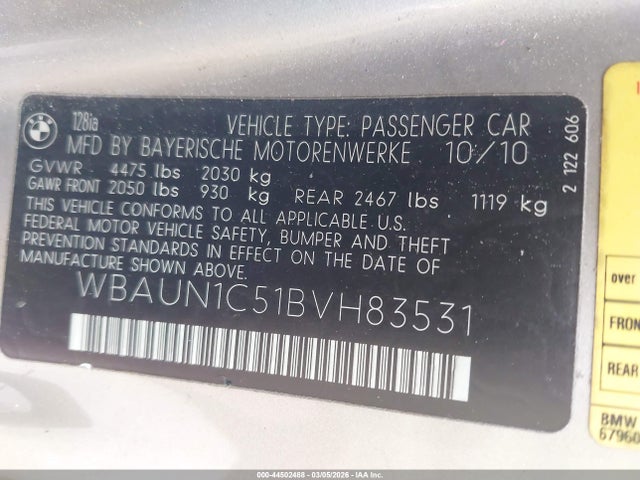 BMW
128ia
VEHICLE TYPE: PASSENGER CAR
MFD BY BAYERISCHE MOTORENWERKE 10/10
GVWR 4475 lbs 2030 kg
GAWR FRONT 2050 lbs 930 kg REAR 2467 lbs 1119 kg
THIS VEHICLE CONFORMS TO ALL APPLICABLE U.S.
FEDERAL MOTOR VEHICLE SAFETY, BUMPER AND THEFT
PREVENTION STANDARDS IN EFFECT ON THE DATE OF
MANUFACTURE SHOWN ABOVE.
WBAUN1C51BVH83531
2 122 606
over
FRON
REAR
BMW
67960
000-44502468 - 03/05/2026 - IAA Inc.